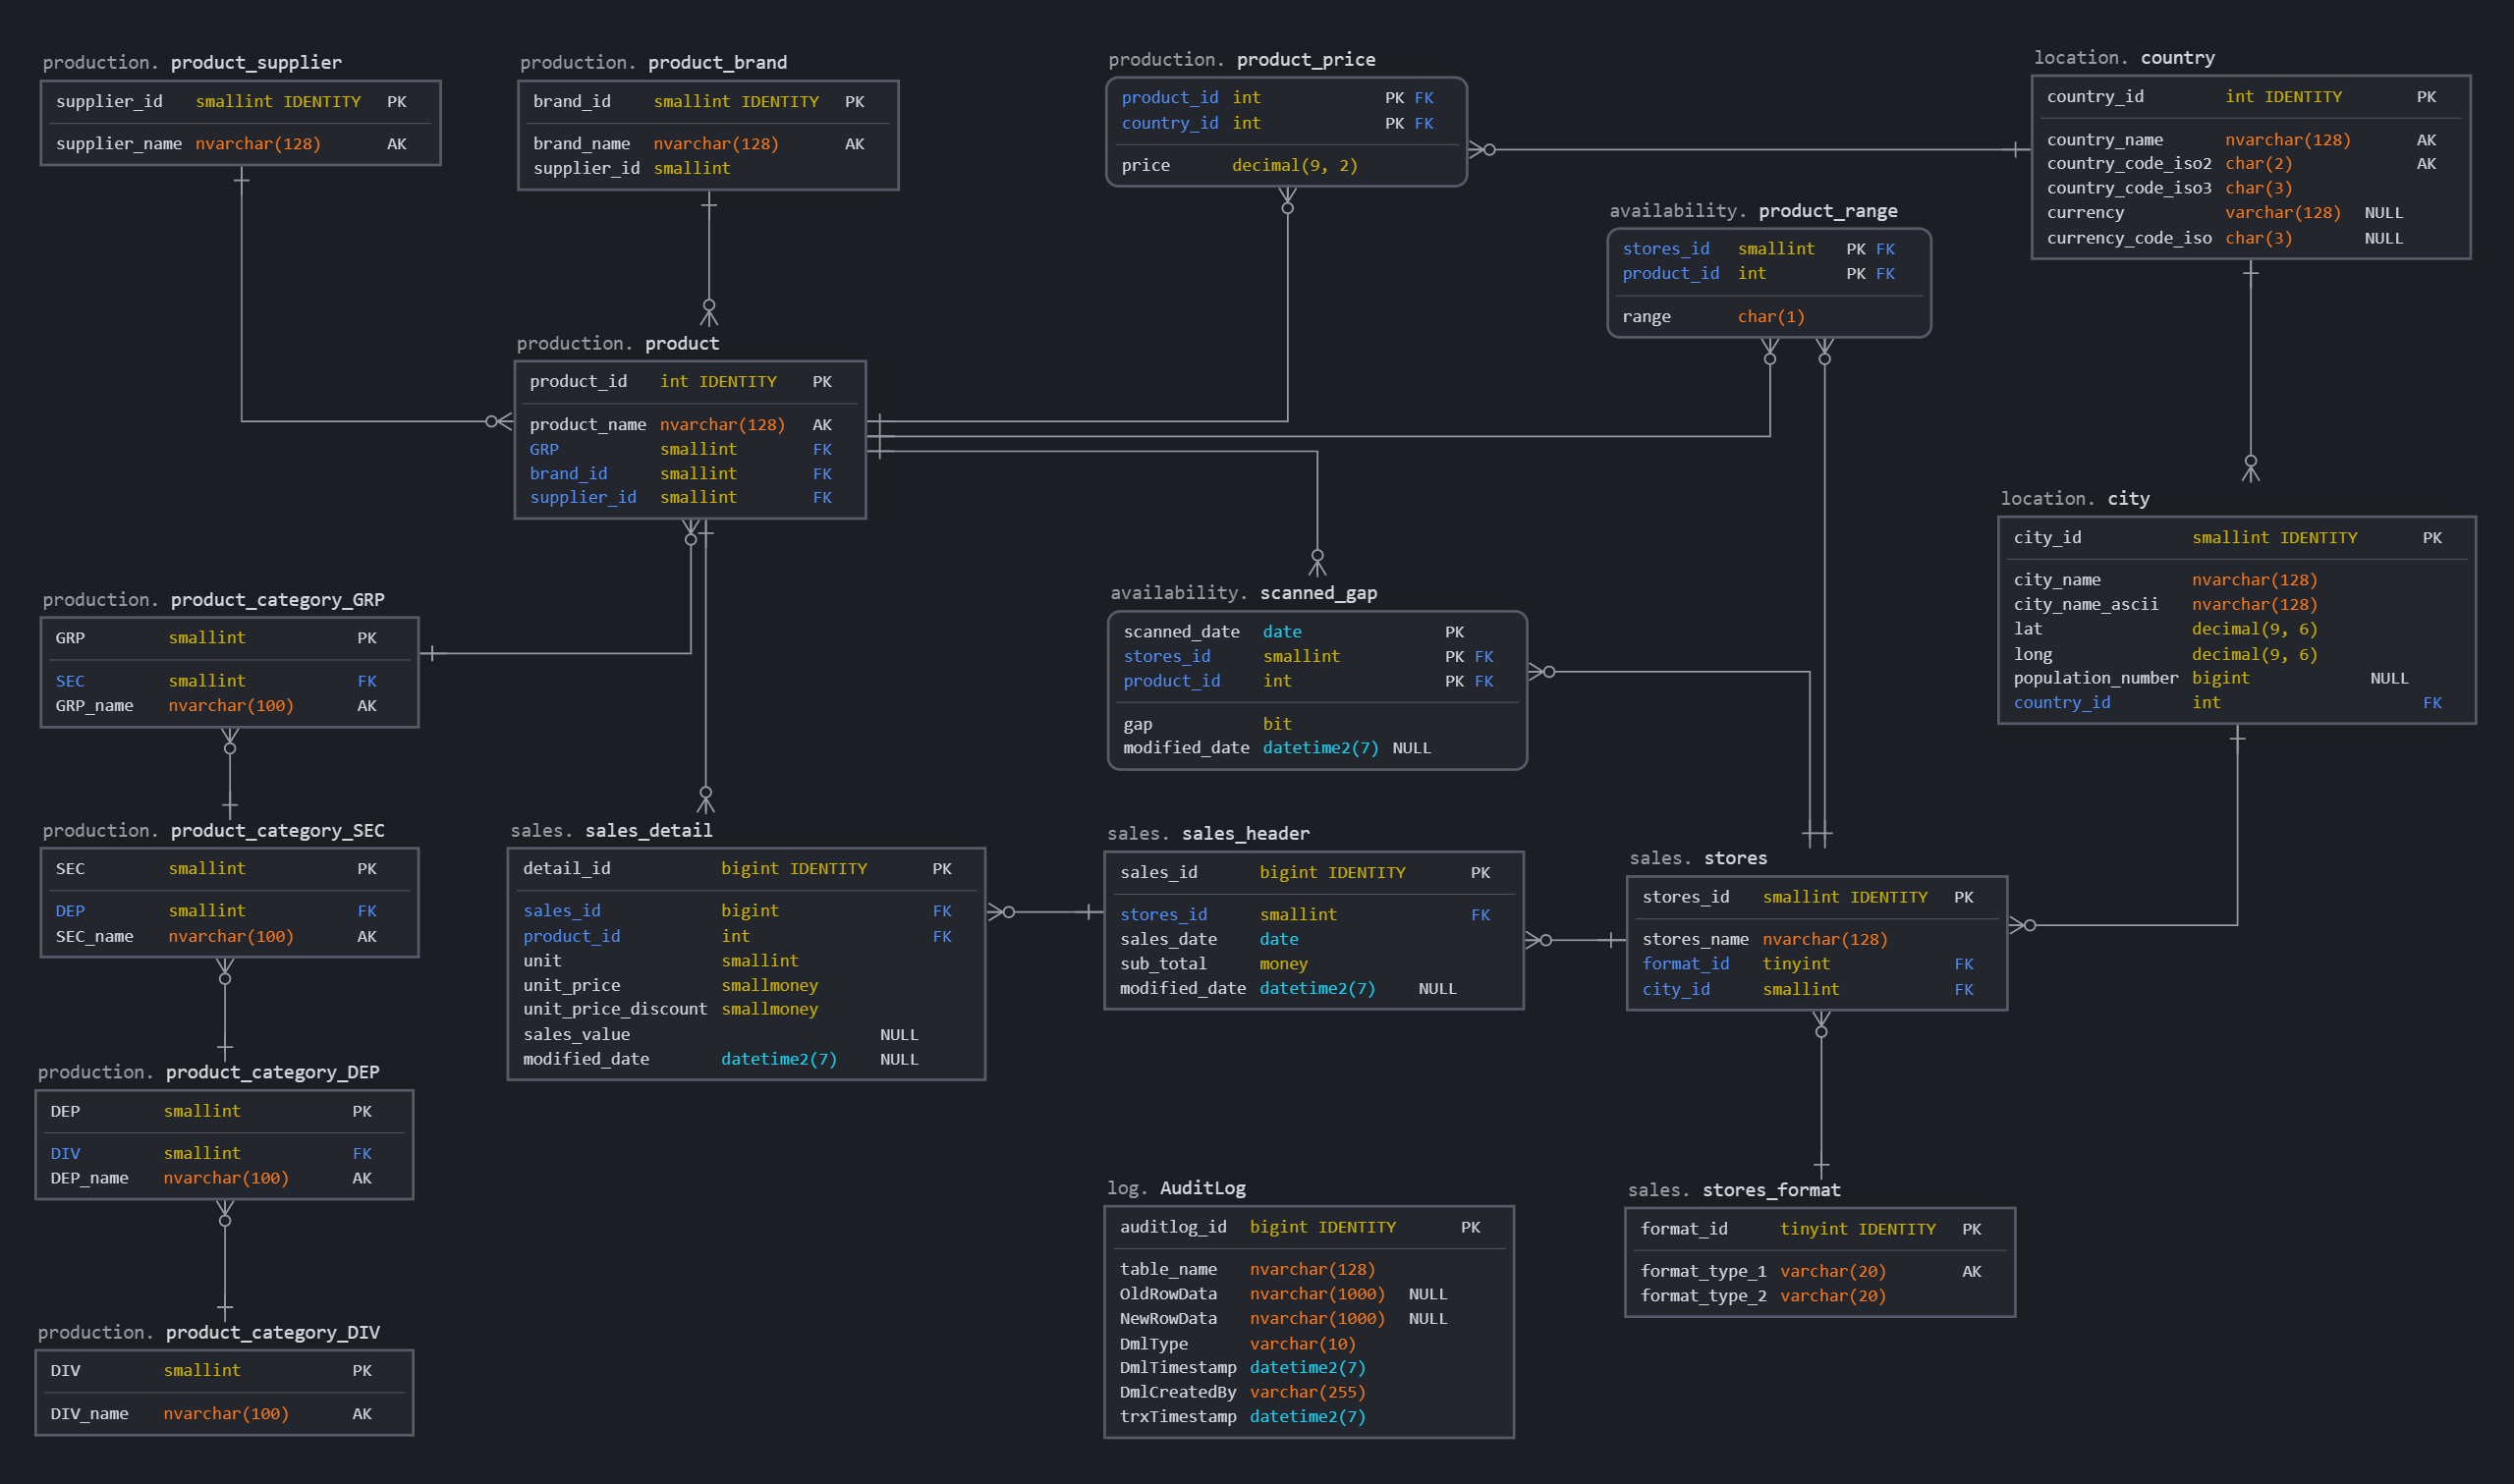 production. product_supplier
supplier_id smallint IDENTITY PK
supplier_name nvarchar(128) AK
production. product_brand
brand_id smallint IDENTITY PK
brand_name nvarchar(128) AK
supplier_id smallint
production. product_price
product_id int PK FK
country_id int PK FK
price decimal(9, 2)
location. country
country_id int IDENTITY PK
country_name nvarchar(128) AK
country_code_iso2 char(2) AK
country_code_iso3 char(3)
currency varchar(128) NULL
currency_code_iso char(3) NULL
availability. product_range
stores_id smallint PK FK
product_id int PK FK
range char(1)
production. product
product_id int IDENTITY PK
product_name nvarchar(128) AK
GRP smallint FK
brand_id smallint FK
supplier_id smallint FK
location. city
city_id smallint IDENTITY PK
city_name nvarchar(128)
city_name_ascii nvarchar(128)
lat decimal(9, 6)
long decimal(9, 6)
population_number bigint NULL
country_id int FK
production. product_category_GRP
GRP smallint PK
SEC smallint FK
GRP_name nvarchar(100) AK
availability. scanned_gap
scanned_date date PK
stores_id smallint PK FK
product_id int PK FK
gap bit
modified_date datetime2(7) NULL
production. product_category_SEC
SEC smallint PK
DEP smallint FK
SEC_name nvarchar(100) AK
sales. sales_detail
detail_id bigint IDENTITY PK
sales_id bigint FK
product_id int FK
unit smallint
unit_price smallmoney
unit_price_discount smallmoney
sales_value NULL
modified_date datetime2(7) NULL
sales. sales_header
sales_id bigint IDENTITY PK
stores_id smallint FK
sales_date date
sub_total money
modified_date datetime2(7) NULL
sales. stores
stores_id smallint IDENTITY PK
stores_name nvarchar(128)
format_id tinyint FK
city_id smallint FK
production. product_category_DEP
DEP smallint PK
DIV smallint FK
DEP_name nvarchar(100) AK
log. AuditLog
auditlog_id bigint IDENTITY PK
table_name nvarchar(128)
OldRowData nvarchar(1000) NULL
NewRowData nvarchar(1000) NULL
DmlType varchar(10)
DmlTimestamp datetime2(7)
DmlCreatedBy varchar(255)
trxTimestamp datetime2(7)
sales. stores_format
format_id tinyint IDENTITY PK
format_type_1 varchar(20) AK
format_type_2 varchar(20)
production. product_category_DIV
DIV smallint PK
DIV_name nvarchar(100) AK